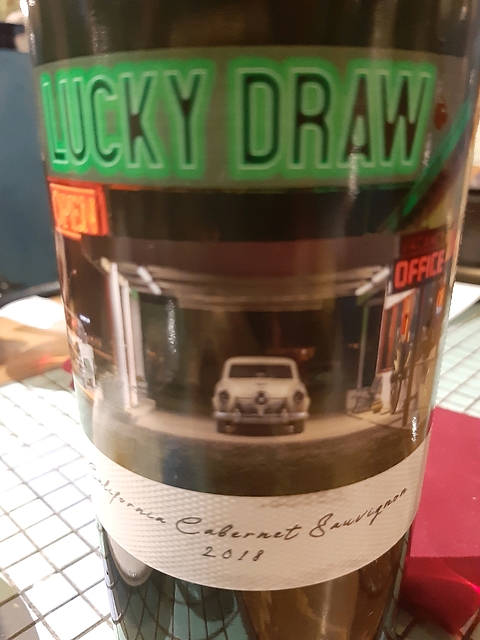 LUCKY DRAW
OPEN
OFFICE
California Cabernet Sauvignon
2018